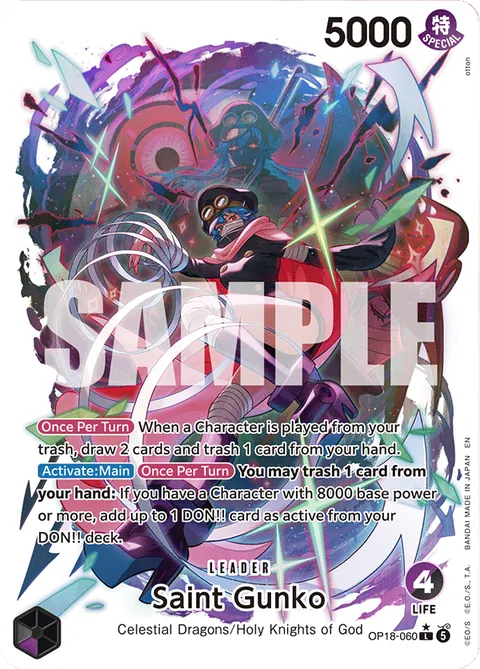 5000
特
SPECIAL
otton
SAMPLE
Once Per Turn When a Character is played from your
trash, draw 2 cards and trash 1 card from your hand.
Activate:Main Once Per Turn You may trash 1 card from
your hand: If you have a Character with 8000 base power
or more, add up to 1 DON!! card as active from your
DON!! deck.
BANDAI MADE IN JAPAN EN
LEADER
Saint Gunko
4
LIFE
Celestial Dragons/Holy Knights of God
OP18-060 ★ L 5
©E.O/S ©E.O./S., T.A.